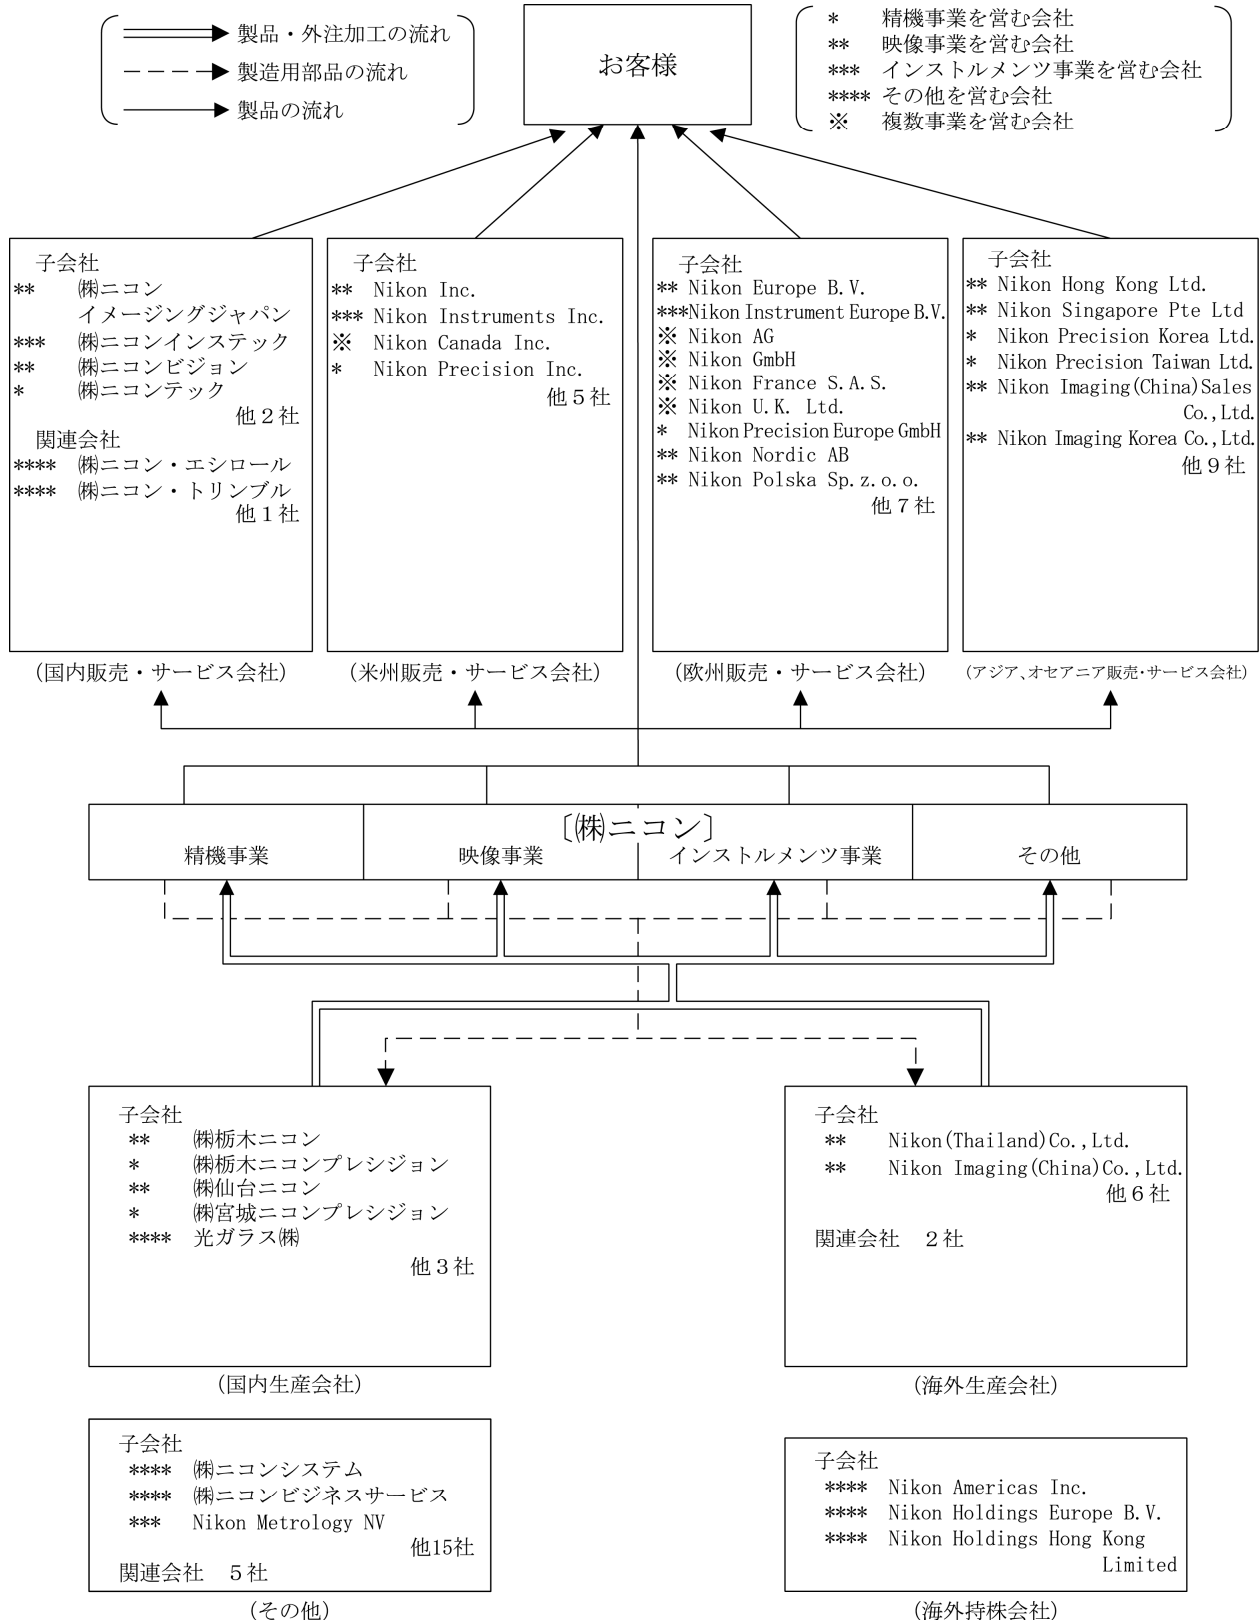 製品・外注加工の流れ
製造用部品の流れ
製品の流れ
お客様
* 精機事業を営む会社
** 映像事業を営む会社
*** インストルメンツ事業を営む会社
**** その他を営む会社
※ 複数事業を営む会社
子会社
** ㈱ニコン
イメージングジャパン
*** ㈱ニコンインステック
** ㈱ニコンビジョン
* ㈱ニコンテック
他2社
関連会社
**** ㈱ニコン・エシロール
**** ㈱ニコン・トリンブル
他1社
(国内販売・サービス会社)
子会社
** Nikon Inc.
*** Nikon Instruments Inc.
※ Nikon Canada Inc.
* Nikon Precision Inc.
他5社
(米州販売・サービス会社)
子会社
** Nikon Europe B.V.
***Nikon Instrument Europe B.V.
※ Nikon AG
※ Nikon GmbH
※ Nikon France S.A.S.
※ Nikon U.K. Ltd.
* Nikon Precision Europe GmbH
** Nikon Nordic AB
** Nikon Polska Sp.z.o.o.
他7社
(欧州販売・サービス会社)
子会社
** Nikon Hong Kong Ltd.
** Nikon Singapore Pte Ltd
* Nikon Precision Korea Ltd.
* Nikon Precision Taiwan Ltd.
** Nikon Imaging(China)Sales
Co.,Ltd.
** Nikon Imaging Korea Co.,Ltd.
他9社
(アジア、オセアニア販売・サービス会社)
〔㈱ニコン〕
精機事業 映像事業 インストルメンツ事業 その他
子会社
** ㈱栃木ニコン
* ㈱栃木ニコンプレシジョン
** ㈱仙台ニコン
* ㈱宮城ニコンプレシジョン
**** 光ガラス㈱
他3社
(国内生産会社)
子会社
** Nikon(Thailand)Co.,Ltd.
** Nikon Imaging(China)Co.,Ltd.
他6社
関連会社 2社
(海外生産会社)
子会社
**** ㈱ニコンシステム
**** ㈱ニコンビジネスサービス
*** Nikon Metrology NV
他15社
関連会社 5社
(その他)
子会社
**** Nikon Americas Inc.
**** Nikon Holdings Europe B.V.
**** Nikon Holdings Hong Kong
Limited
(海外持株会社)